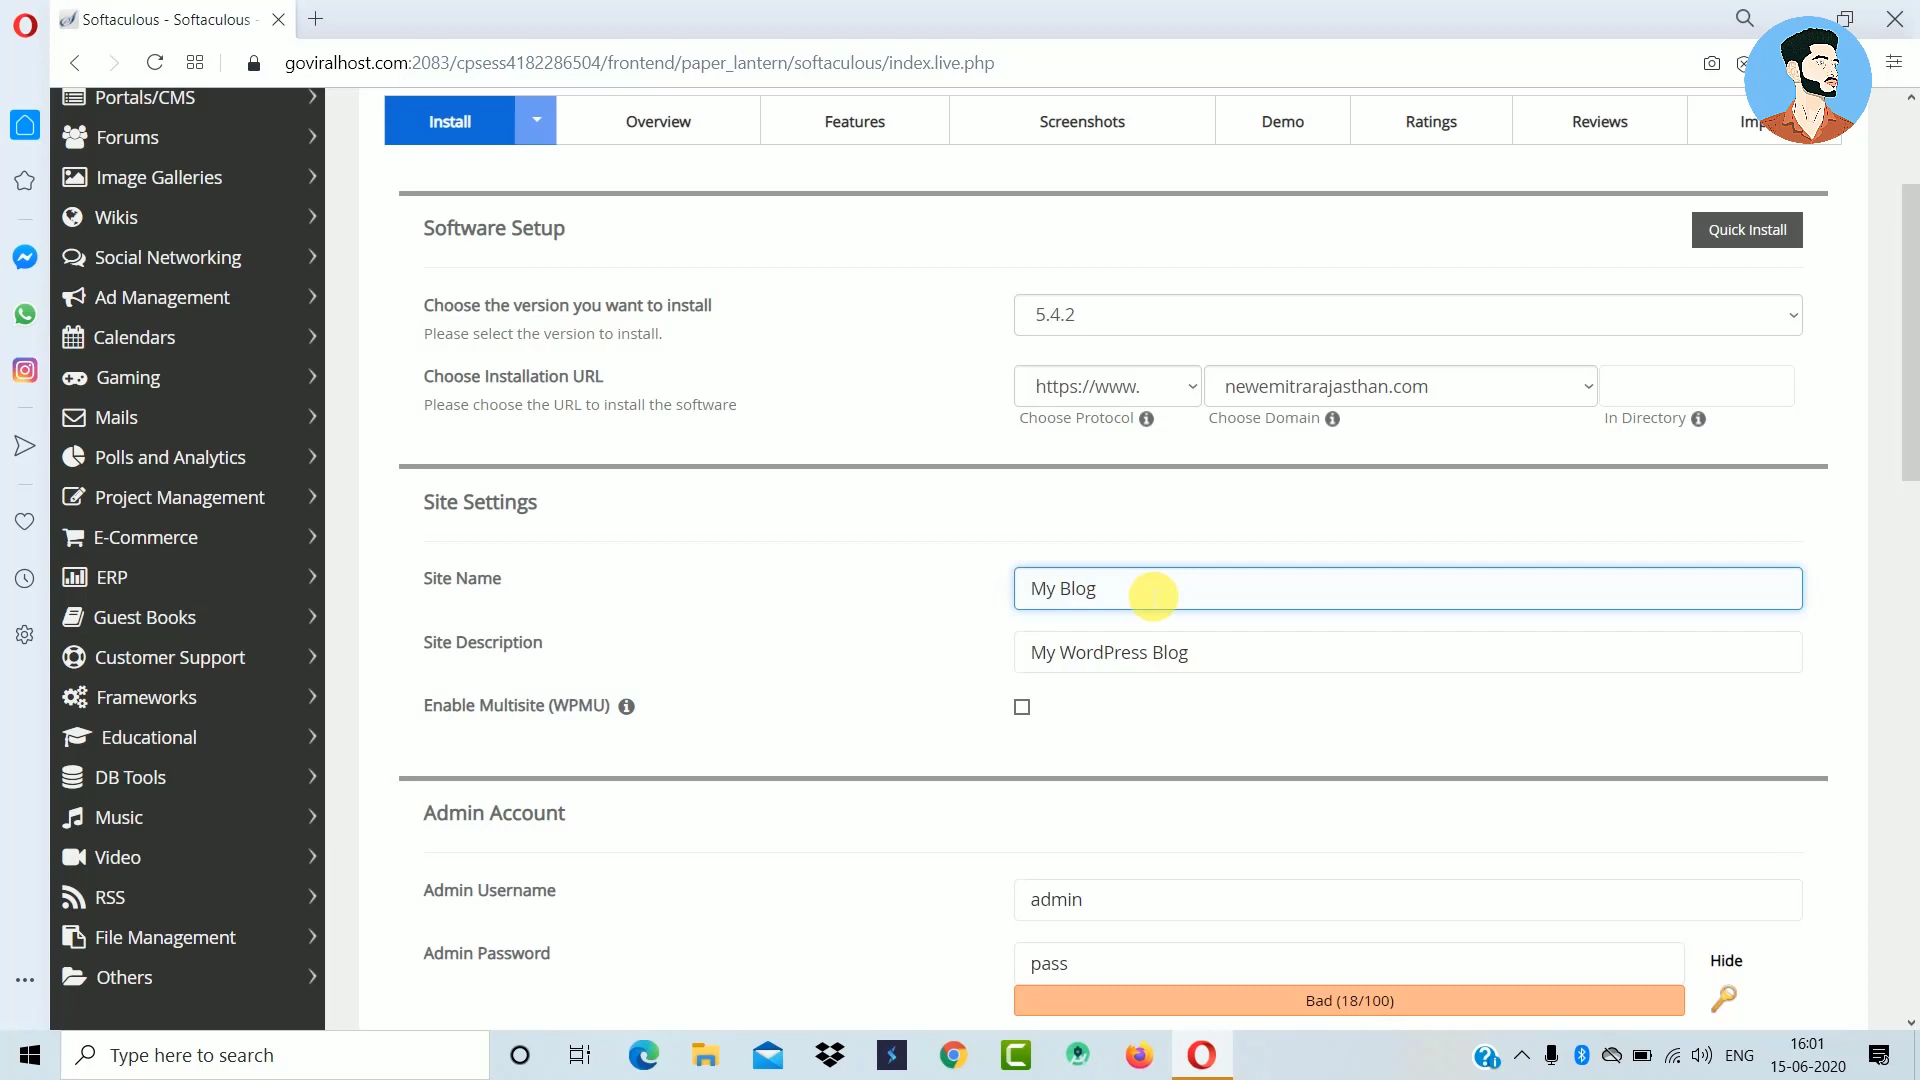 Softaculous - Softaculous -
goviralhost.com:2083/cpsess4182286504/frontend/paper_lantern/softaculous/index.live.php
Portals/CMS
Forums
Image Galleries
Wikis
Social Networking
Ad Management
Calendars
Gaming
Mails
Polls and Analytics
Project Management
E-Commerce
ERP
Guest Books
Customer Support
Frameworks
Educational
DB Tools
Music
Video
RSS
File Management
Others
Install
Overview
Features
Screenshots
Demo
Ratings
Reviews
Software Setup
Quick Install
Choose the version you want to install
Please select the version to install.
5.4.2
Choose Installation URL
Please choose the URL to install the software
https://www.
newemitrarajasthan.com
Choose Protocol
Choose Domain
In Directory
Site Settings
Site Name
My Blog
Site Description
My WordPress Blog
Enable Multisite (WPMU)
Admin Account
Admin Username
admin
Admin Password
pass
Hide
Bad (18/100)
Type here to search
ENG
16:01
15-06-2020